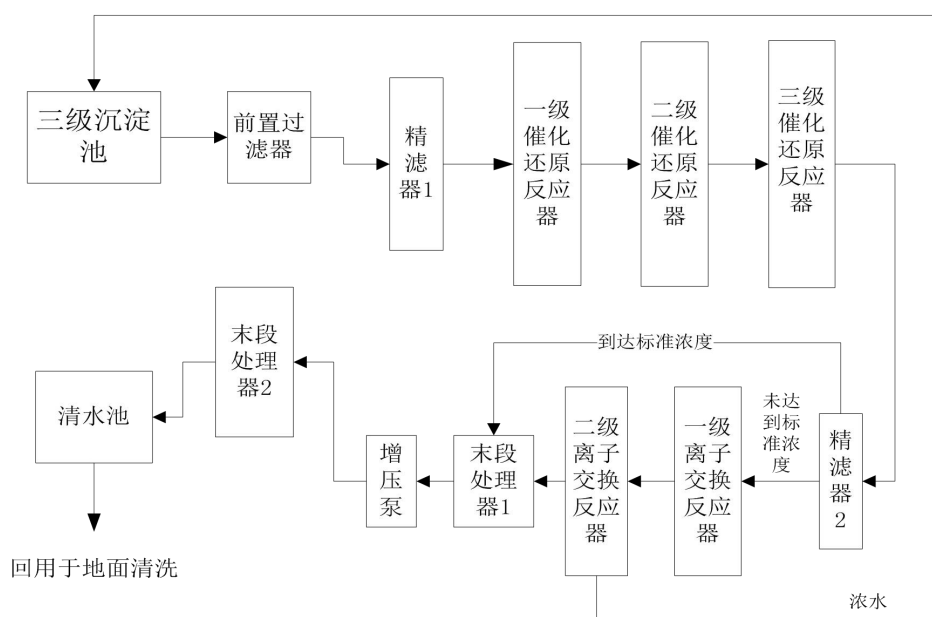 三级沉淀
池
前置过
滤器
精
滤
器1
一级
催化
还原
反应
器
二级
催化
还原
反应
器
三级
催化
还原
反应
器
末段
处理
器2
到达标准浓度
清水池
增
压
泵
末段
处理
器1
二级
离子
交换
反应
器
一级
离子
交换
反应
器
未达
到标
准浓
度
精
滤
器
2
回用于地面清洗
浓水